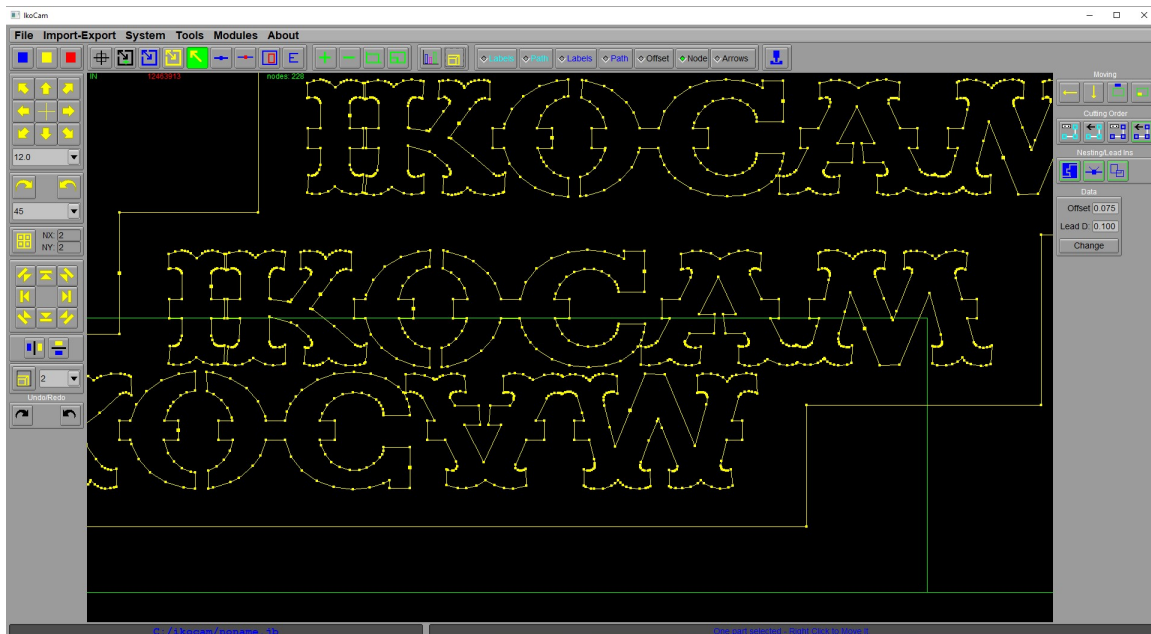 IkoCam
File Import-Export System Tools Modules About
E Labels Path Labels Path Offset Node Arrows
IN 12463913 nodes: 228
Moving
Cutting Order
Nesting/Lead Ins
Data
Offset 0.075
Lead D: 0.100
Change
12.0
45
NX: 2
NY: 2
2
Undo/Redo
IKOCAM
IKOCAM
KOCAM
C:/ikocam/noname.jb
One part selected - Right Click to Move it